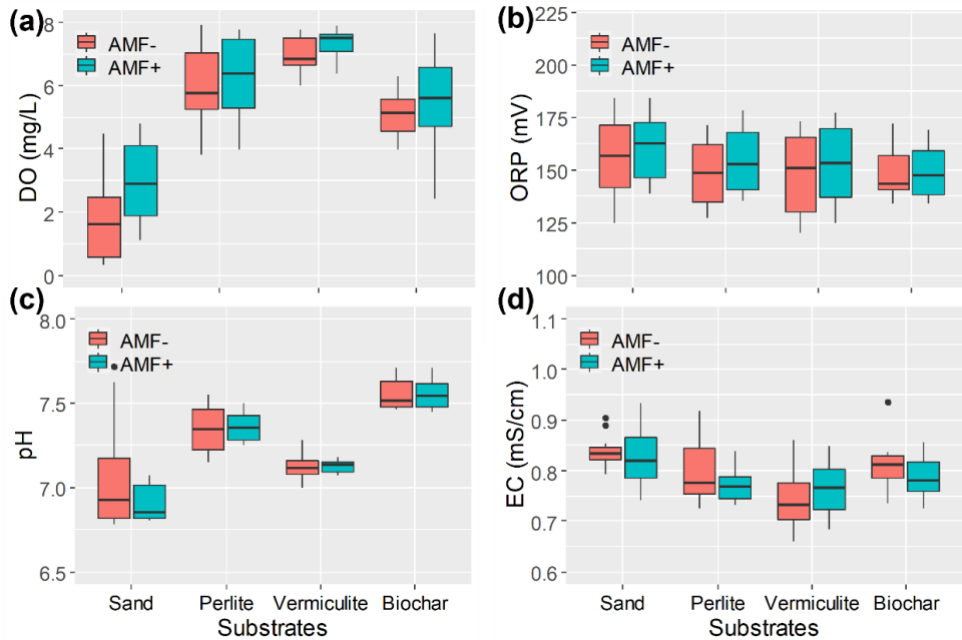 (a)
AMF-
AMF+
DO (mg/L)
8
6
4
2
0
(b)
AMF-
AMF+
ORP (mV)
225
200
175
150
125
100
(c)
AMF-
AMF+
pH
8.0
7.5
7.0
6.5
Sand Perlite Vermiculite Biochar
Substrates
(d)
AMF-
AMF+
EC (mS/cm)
1.1
1.0
0.9
0.8
0.7
0.6
Sand Perlite Vermiculite Biochar
Substrates